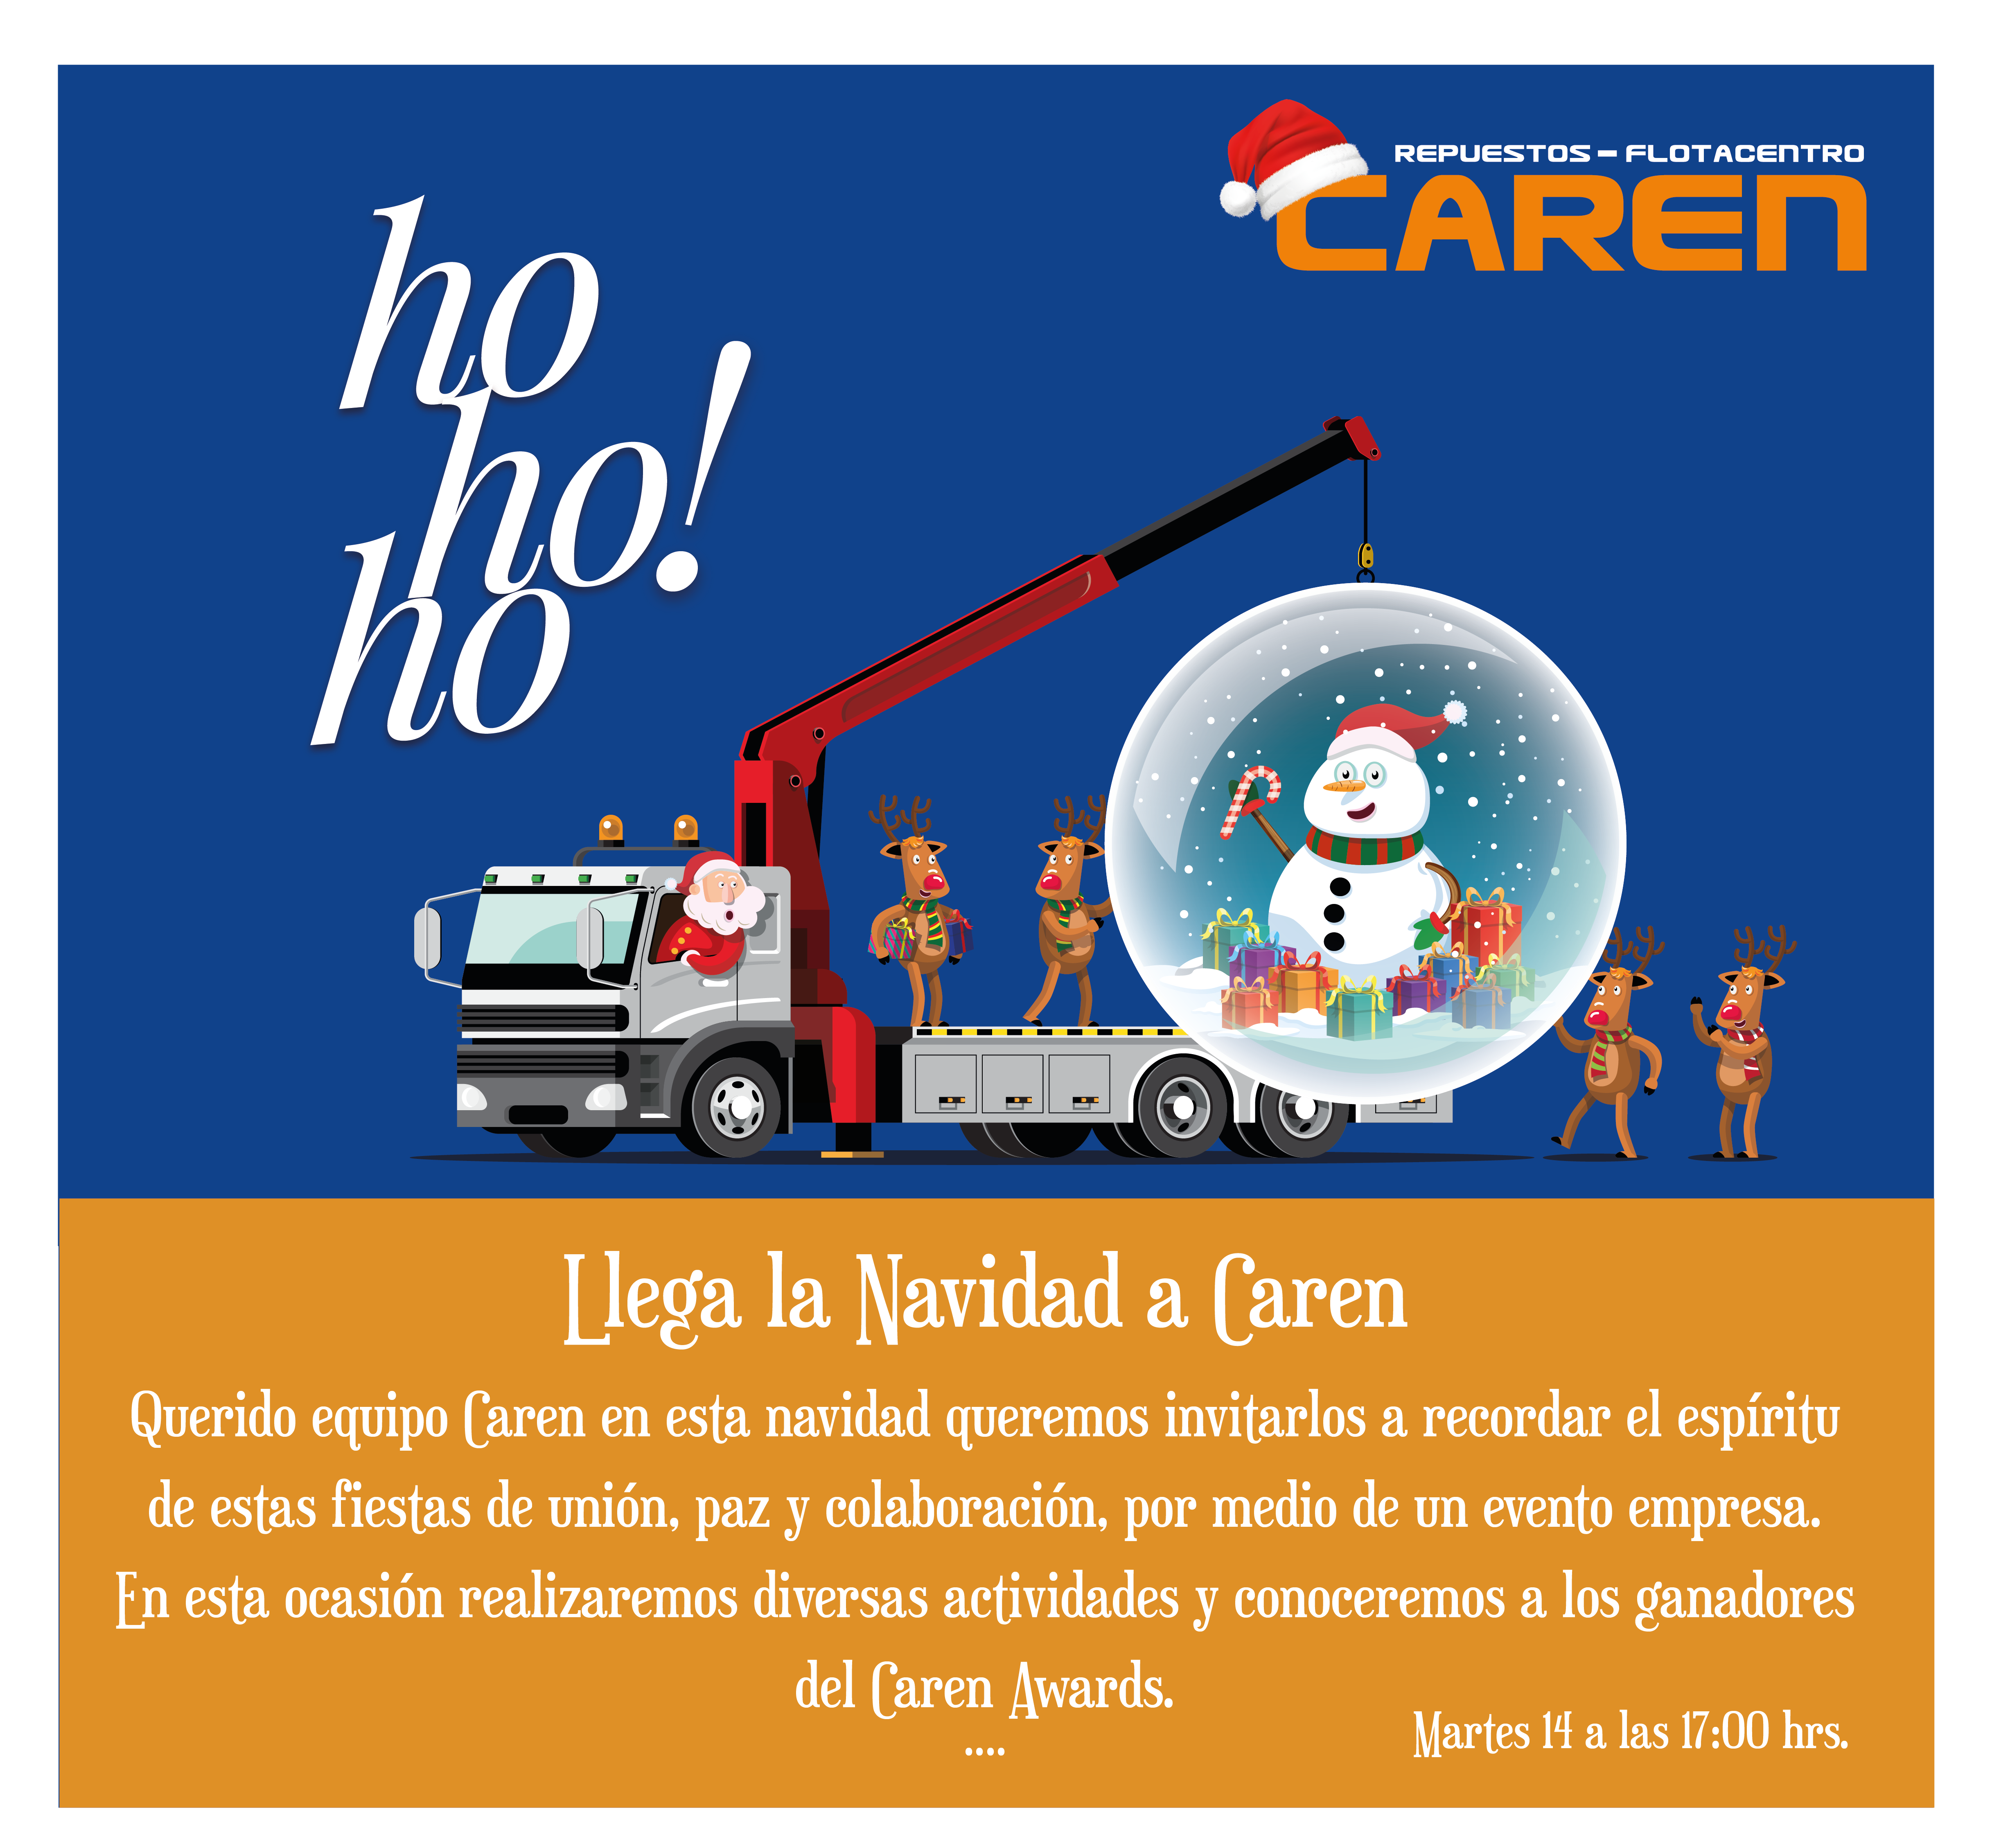 REPUESTOS - FLOTACENTRO
CAREN
ho
ho!
ho
Llega la Navidad a Caren
Querido equipo Caren en esta navidad queremos invitarlos a recordar el espíritu
de estas fiestas de unión, paz y colaboración, por medio de un evento empresa.
En esta ocasión realizaremos diversas actividades y conoceremos a los ganadores
del Caren Awards.
....
Martes 14 a las 17:00 hrs.